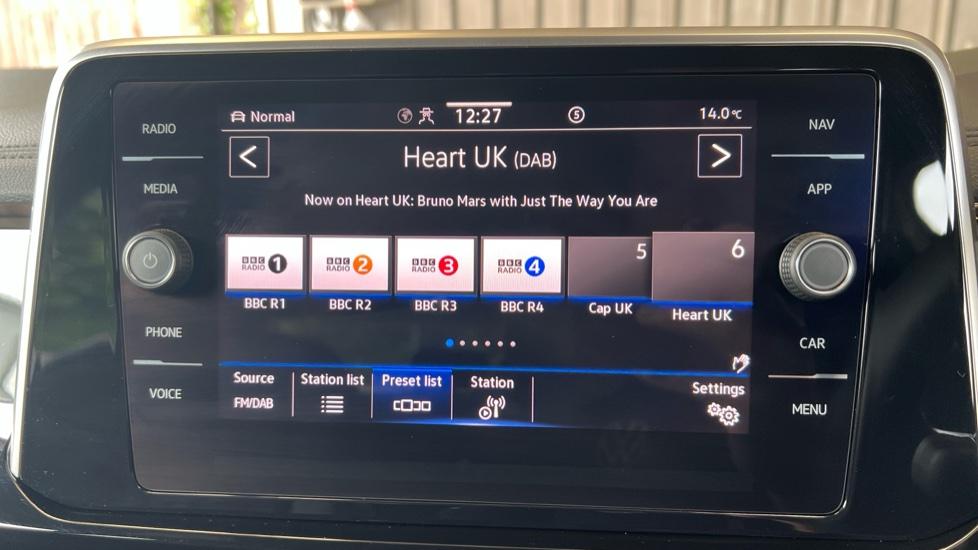 RADIO
MEDIA
PHONE
VOICE
Normal
12:27
5
14.0°C
<
Heart UK (DAB)
>
Now on Heart UK: Bruno Mars with Just The Way You Are
BBC RADIO 1
BBC RADIO 2
BBC RADIO 3
BBC RADIO 4
5
6
BBC R1
BBC R2
BBC R3
BBC R4
Cap UK
Heart UK
Source
FM/DAB
Station list
Preset list
Station
Settings
NAV
APP
CAR
MENU